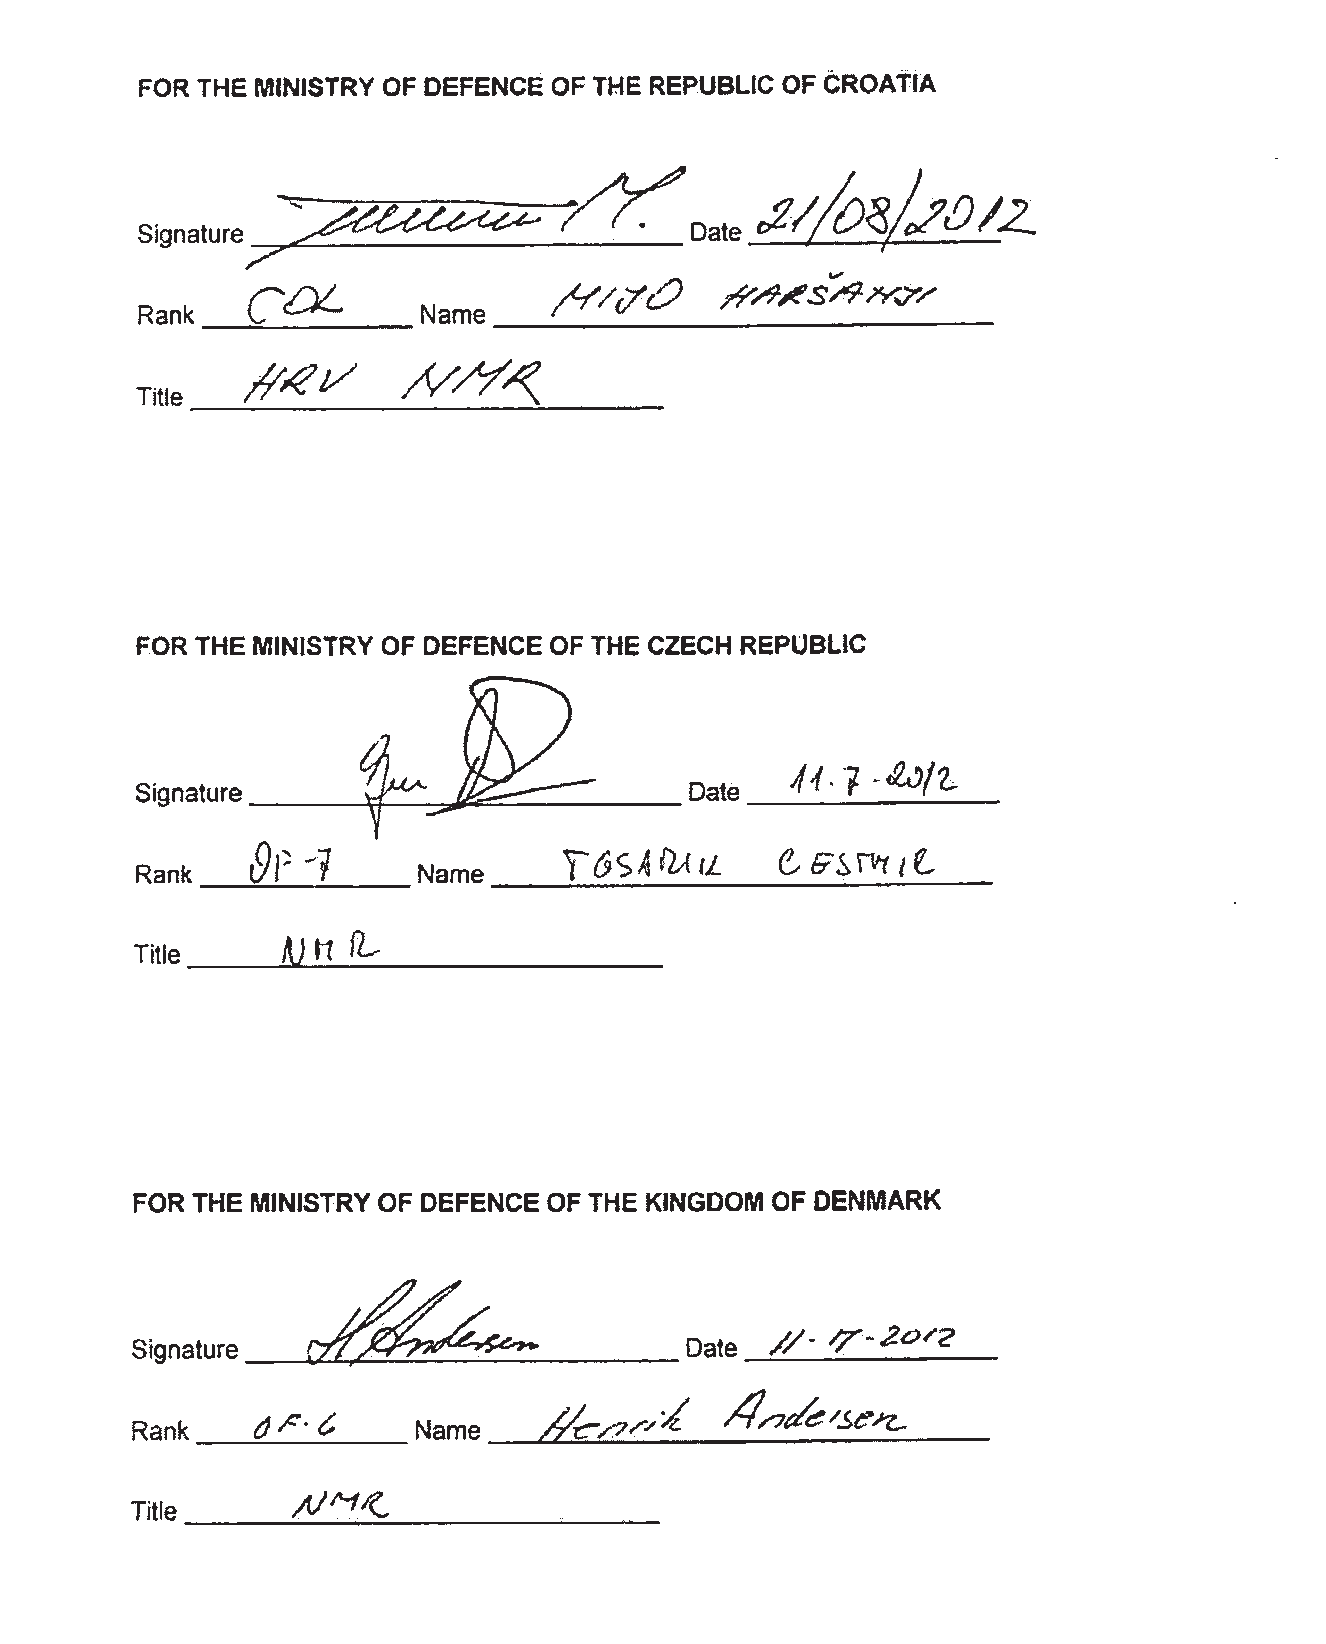 FOR THE MINISTRY OF DEFENCE OF THE REPUBLIC OF CROATIA
Signature Date 21/08/2012
Rank COL Name MIJO HARŠANJI
Title HRV NMR
FOR THE MINISTRY OF DEFENCE OF THE CZECH REPUBLIC
Signature Date 11.7-2012
Rank OF-7 Name CESTMIR
Title NMR
FOR THE MINISTRY OF DEFENCE OF THE KINGDOM OF DENMARK
Signature H Andersen Date
Rank OF-6 Name Henrik Andersen
Title NMR